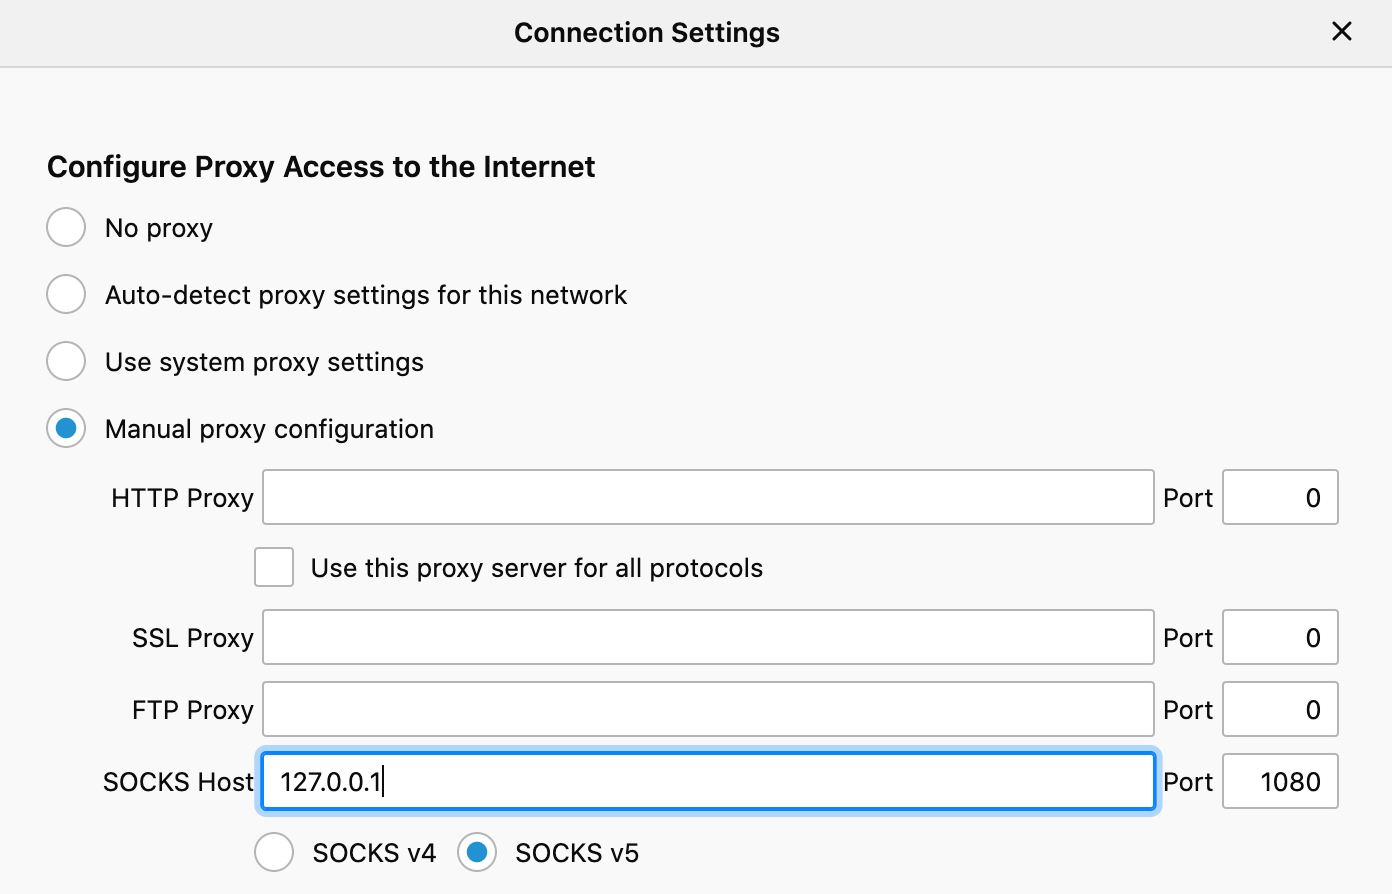 Connection Settings
Configure Proxy Access to the Internet
No proxy
Auto-detect proxy settings for this network
Use system proxy settings
Manual proxy configuration
HTTP Proxy Port 0
Use this proxy server for all protocols
SSL Proxy Port 0
FTP Proxy Port 0
SOCKS Host 127.0.0.1 Port 1080
SOCKS v4 SOCKS v5